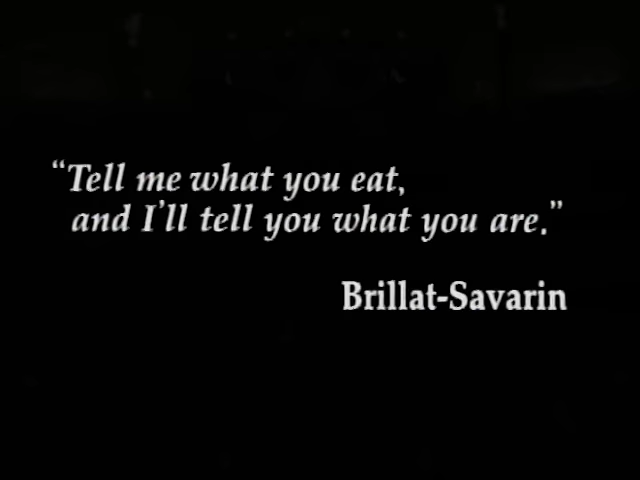 “Tell me what you eat,
and I’ll tell you what you are.”
Brillat-Savarin